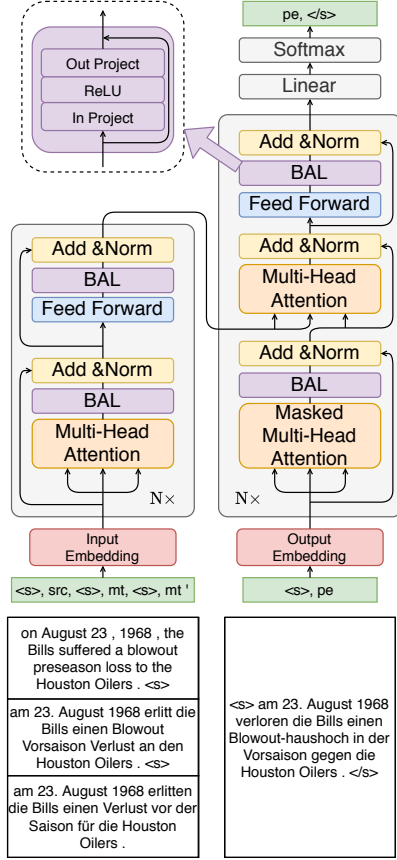 Out Project
ReLU
In Project
pe, </s>
Softmax
Linear
Add &Norm
BAL
Feed Forward
Add &Norm
Multi-Head
Attention
Add &Norm
BAL
Masked
Multi-Head
Attention
N×
Output
Embedding
<s>, pe
Add &Norm
BAL
Feed Forward
Add &Norm
BAL
Multi-Head
Attention
N×
Input
Embedding
<s>, src, <s>, mt, <s>, mt '
on August 23 , 1968 , the
Bills suffered a blowout
preseason loss to the
Houston Oilers . <s>
am 23. August 1968 erlitt die
Bills einen Blowout
Vorsaison Verlust an den
Houston Oilers . <s>
am 23. August 1968 erlitten
die Bills einen Verlust vor der
Saison für die Houston
Oilers .
<s> am 23. August 1968
verloren die Bills einen
Blowout-haushoch in der
Vorsaison gegen die
Houston Oilers . </s>